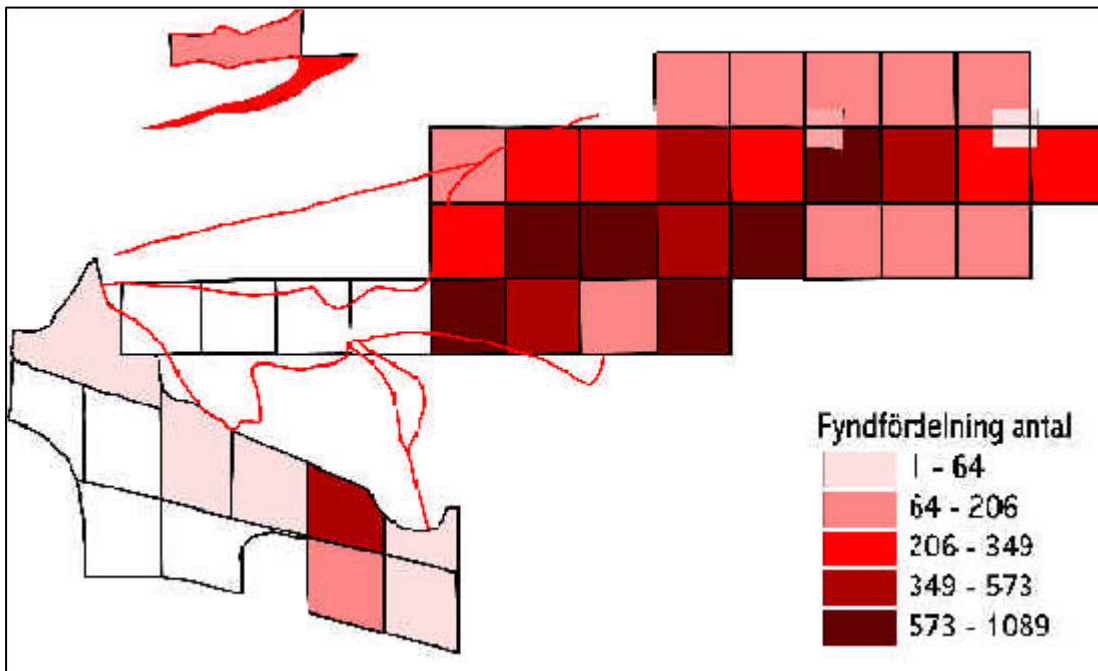 Fyndfördelning antal
1 - 64
64 - 206
206 - 349
349 - 573
573 - 1089